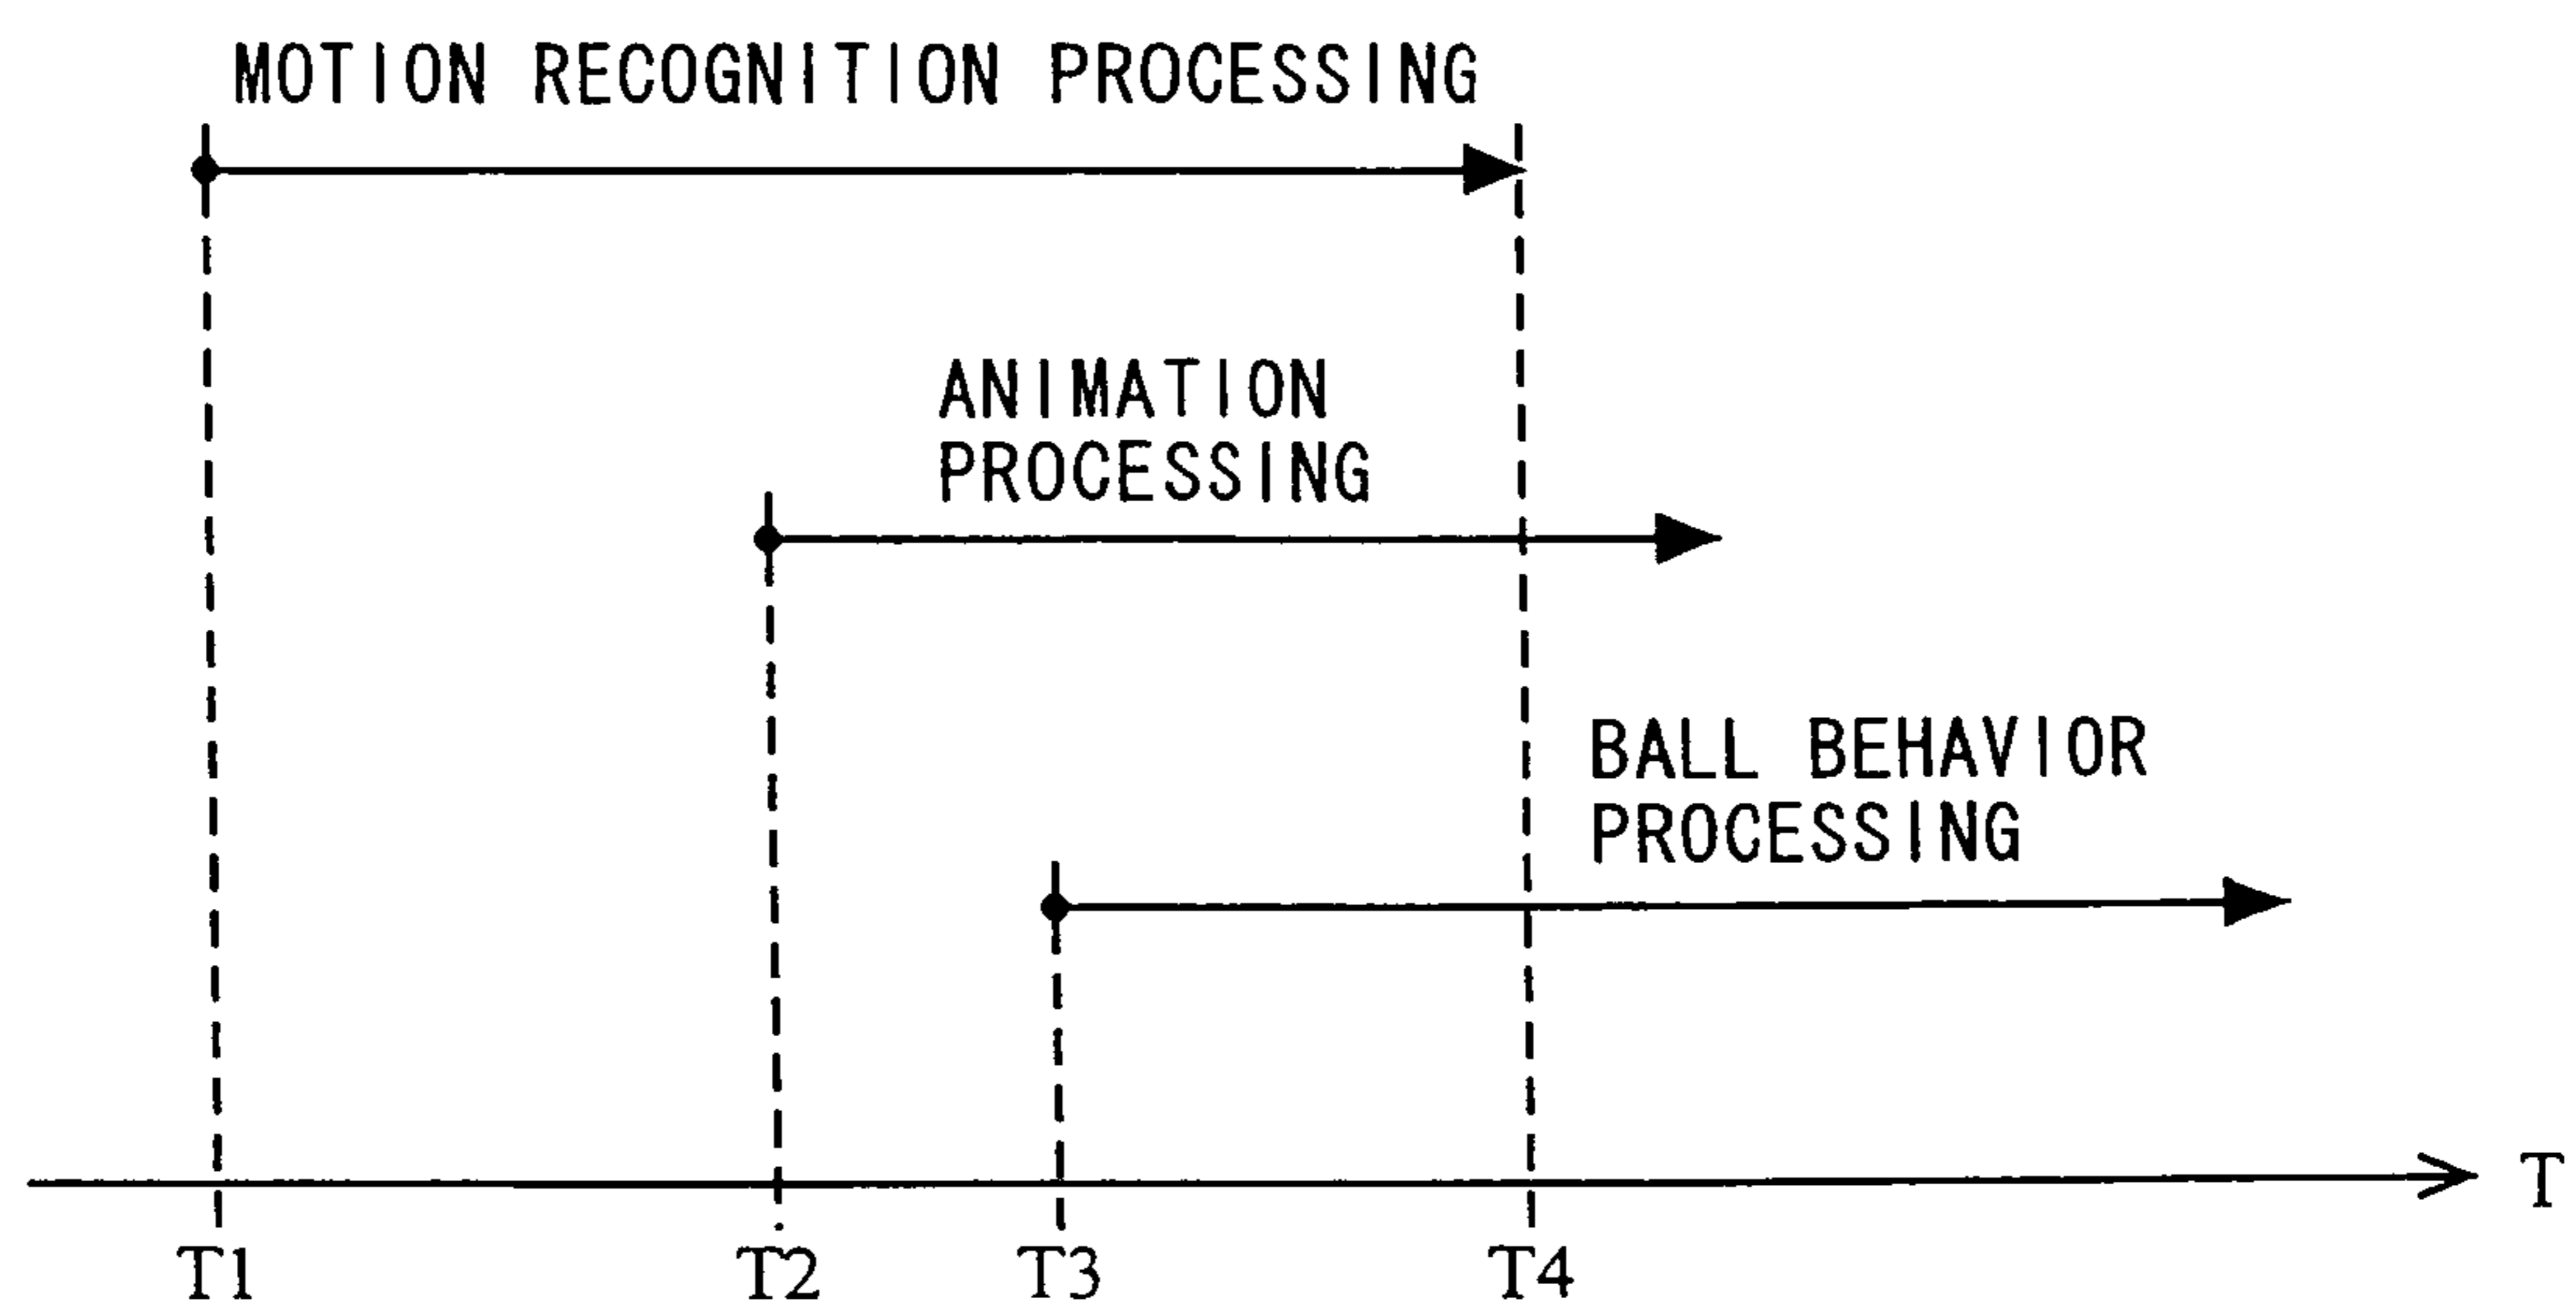 MOTION RECOGNITION PROCESSING
ANIMATION
PROCESSING
BALL BEHAVIOR
PROCESSING
T
T1 T2 T3 T4